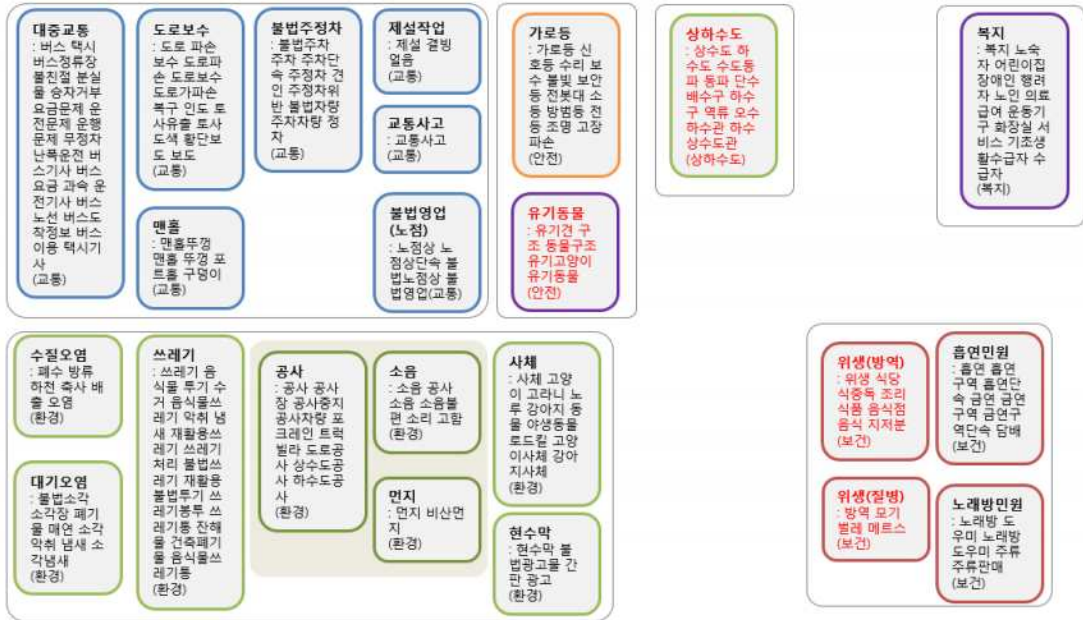 대중교통
: 버스 택시
버스정류장
불친절 분실
물 승차거부
요금문제 운
전문제 운행
문제 무정차
난폭운전 버
스기사 버스
요금 과속 운
전기사 버스
노선 버스도
착정보 버스
이용 택시기
사
(교통)
도로보수
: 도로 파손
보수 도로파
손 도로보수
도로가파손
복구 인도 토
사유출 토사
도색 횡단보
도 보도
(교통)
맨홀
: 맨홀뚜껑
맨홀 뚜껑 포
트홀 구덩이
(교통)
불법주정차
: 불법주차
주차 주차단
속 주정차 견
인 주정차위
반 불법차량
주차차량 정
차
(교통)
제설작업
: 제설 결빙
얼음
(교통)
교통사고
: 교통사고
(교통)
불법영업
(노점)
: 노점상 노
점상단속 불
법노점상 불
법영업(교통)
가로등
: 가로등 신
호등 수리 보
수 불빛 보안
등 전봇대 소
등 방범등 전
등 조명 고장
파손
(안전)
유기동물
: 유기견 구
조 동물구조
유기고양이
유기동물
(안전)
상하수도
: 상수도 하
수도 수도동
파 동파 단수
배수구 하수
구 역류 오수
하수관 하수
상수도관
(상하수도)
복지
: 복지 노숙
자 어린이집
장애인 행려
자 노인 의료
급여 운동기
구 화장실 서
비스 기초생
활수급자 수
급자
(복지)
수질오염
: 폐수 방류
하천 축사 배
출 오염
(환경)
대기오염
: 불법소각
소각장 폐기
물 매연 소각
악취 냄새 소
각냄새
(환경)
쓰레기
: 쓰레기 음
식물 투기 수
거 음식물쓰
레기 악취 냄
새 재활용쓰
레기 쓰레기
처리 불법쓰
레기 재활용
불법투기 쓰
레기봉투 쓰
레기통 잔해
물 건축폐기
물 음식물쓰
레기통
(환경)
공사
: 공사 공사
장 공사중지
공사차량 포
크레인 트럭
빌라 도로공
사 상수도공
사 하수도공
사
(환경)
소음
: 소음 공사
소음 소음불
편 소리 고함
(환경)
먼지
: 먼지 비산먼
지
(환경)
사체
: 사체 고양
이 고라니 노
루 강아지 동
물 야생동물
로드킬 고양
이사체 강아
지사체
(환경)
현수막
: 현수막 불
법광고물 간
판 광고
(환경)
위생(방역)
: 위생 식당
식중독 조리
식품 음식점
음식 지저분
(보건)
위생(질병)
: 방역 모기
벌레 메르스
(보건)
흡연민원
: 흡연 흡연
구역 흡연단
속 금연 금연
구역 금연구
역단속 담배
(보건)
노래방민원
: 노래방 도
우미 노래방
도우미 주류
주류판매
(보건)